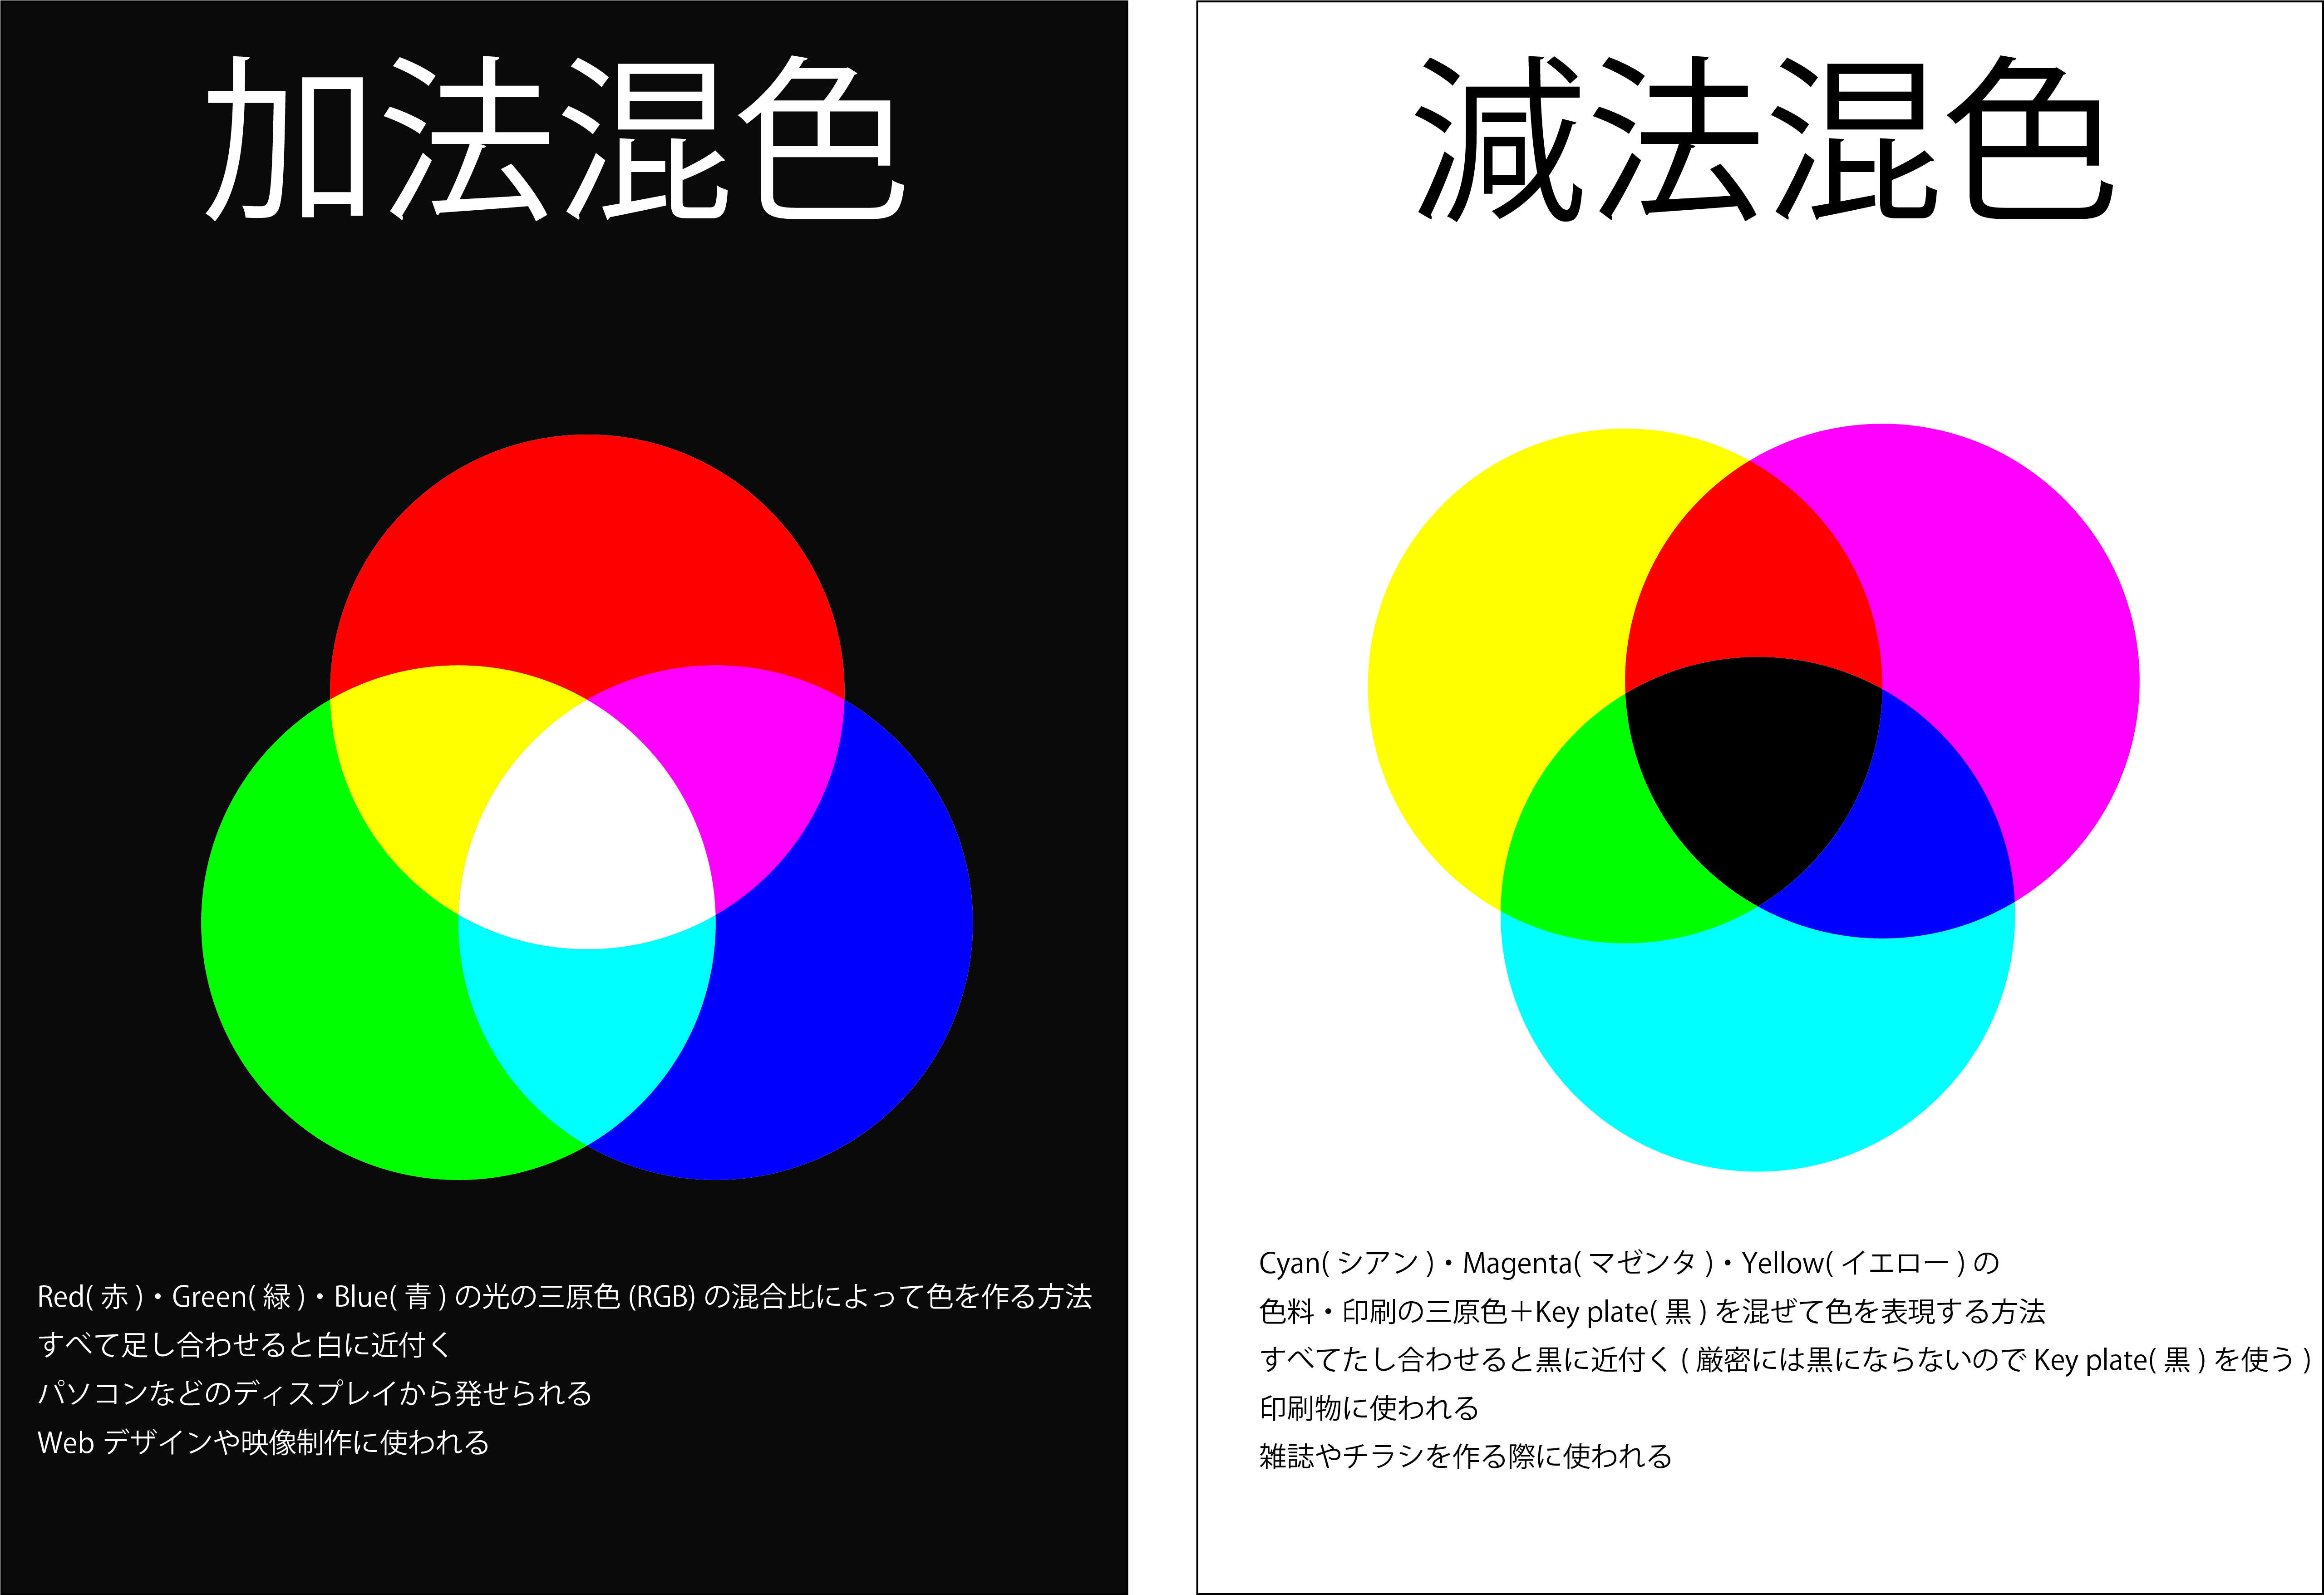 加法混色
Red( 赤 )・Green( 緑 )・Blue( 青 ) の光の三原色 (RGB) の混合比によって色を作る方法
すべて足し合わせると白に近付く
パソコンなどのディスプレイから発せられる
Web デザインや映像制作に使われる
減法混色
Cyan( シアン )・Magenta( マゼンタ )・Yellow( イエロー ) の
色料・印刷の三原色＋Key plate( 黒 ) を混ぜて色を表現する方法
すべてたし合わせると黒に近付く ( 厳密には黒にならないので Key plate( 黒 ) を使う )
印刷物に使われる
雑誌やチラシを作る際に使われる